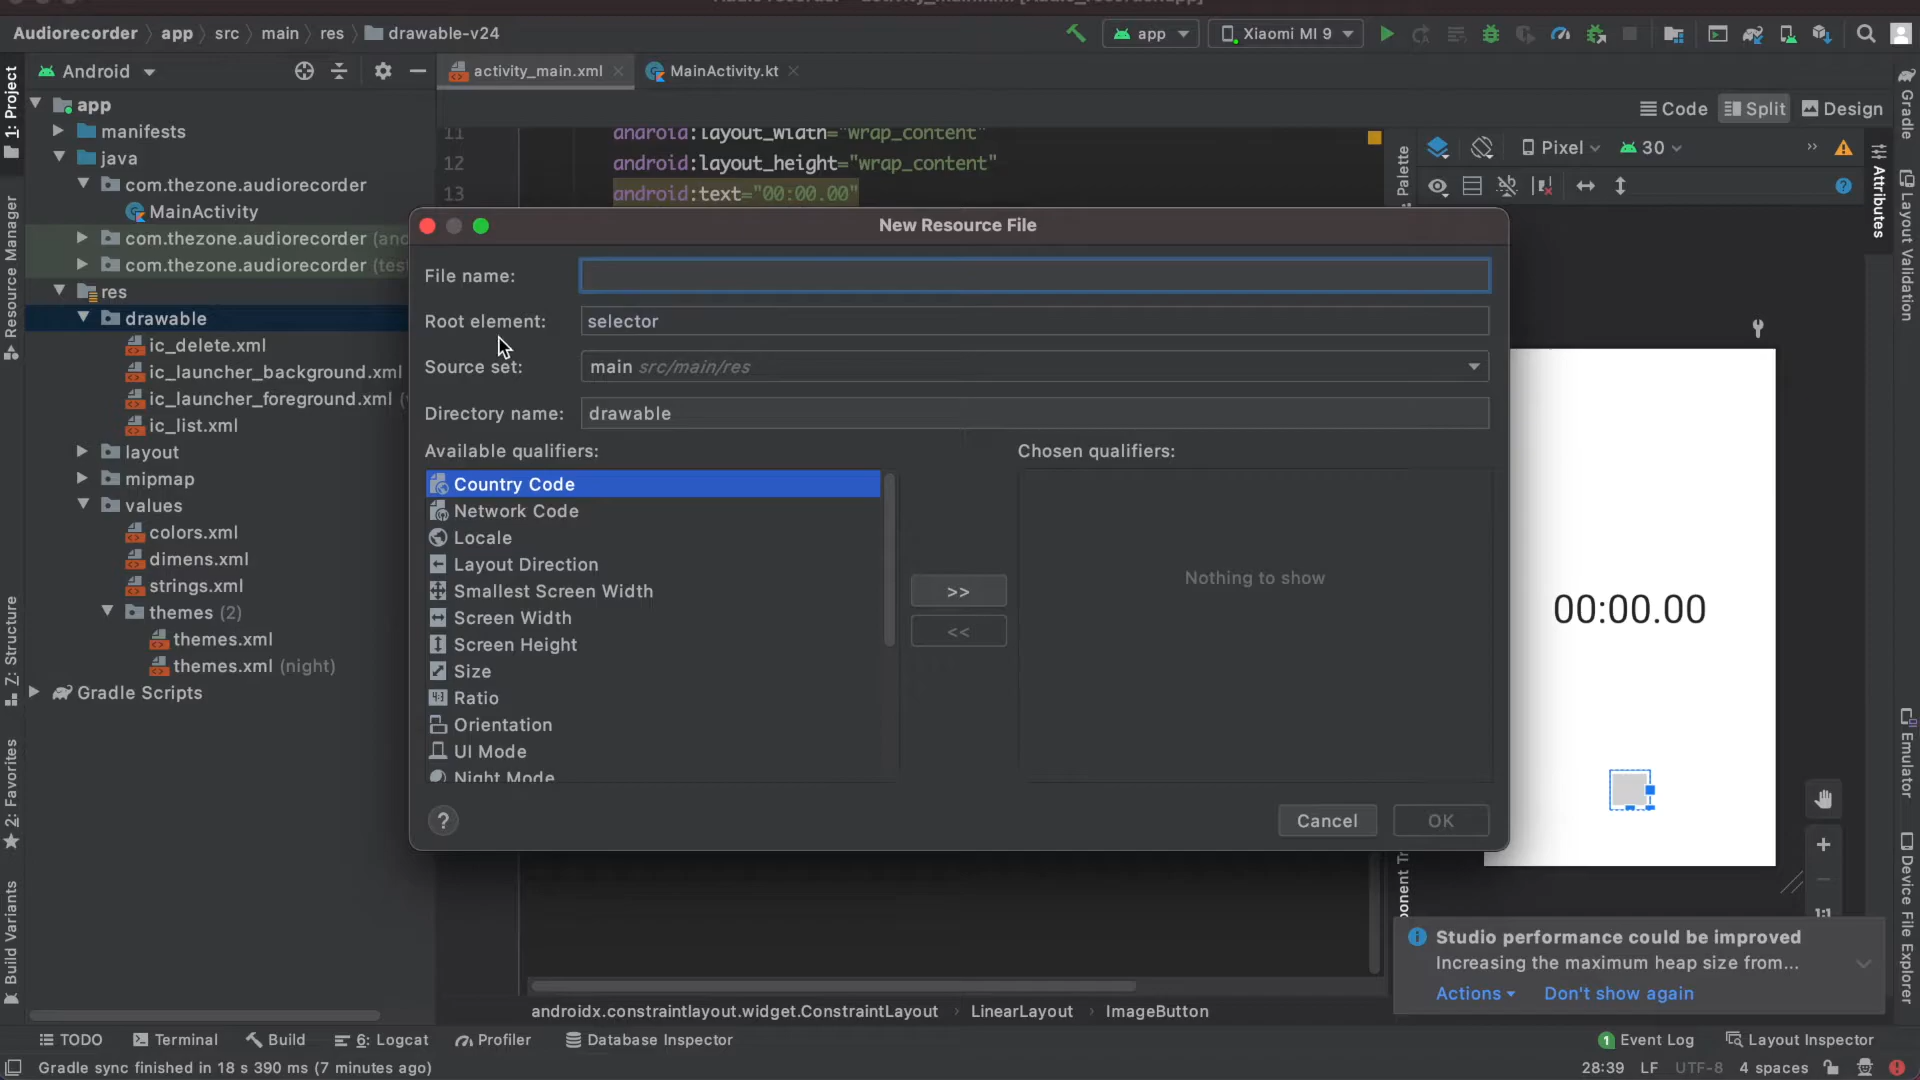 Audiorecorder app src main res drawable-v24
app Xiaomi MI 9
Android
activity_main.xml MainActivity.kt
1: Project
Resource Manager
Z: Structure
2: Favorites
Build Variants
app
manifests
java
com.thezone.audiorecorder
MainActivity
com.thezone.audiorecorder
com.thezone.audiorecorder (tes
res
drawable
ic_delete.xml
ic_launcher_background.xml
ic_launcher_foreground.xml
ic_list.xml
layout
mipmap
values
colors.xml
dimens.xml
strings.xml
themes (2)
themes.xml
themes.xml (night)
Gradle Scripts
Code Split Design
11 android:layout_width="wrap_content"
12 android:layout_height="wrap_content"
13 android:text="00:00.00"
Palette
Pixel 30
Attributes
Gradle
Layout Validation
Emulator
Device File Explorer
New Resource File
File name:
Root element: selector
Source set: main src/main/res
Directory name: drawable
Available qualifiers: Chosen qualifiers:
Country Code
Network Code
Locale
Layout Direction
Smallest Screen Width
Screen Width
Screen Height
Size
Ratio
Orientation
UI Mode
Night Mode
>>
<<
Nothing to show
? Cancel OK
00:00.00
Studio performance could be improved
Increasing the maximum heap size from...
Actions Don't show again
androidx.constraintlayout.widget.ConstraintLayout LinearLayout ImageButton
TODO Terminal Build 6: Logcat Profiler Database Inspector 1 Event Log Layout Inspector
Gradle sync finished in 18 s 390 ms (7 minutes ago) 28:39 LF UTF-8 4 spaces